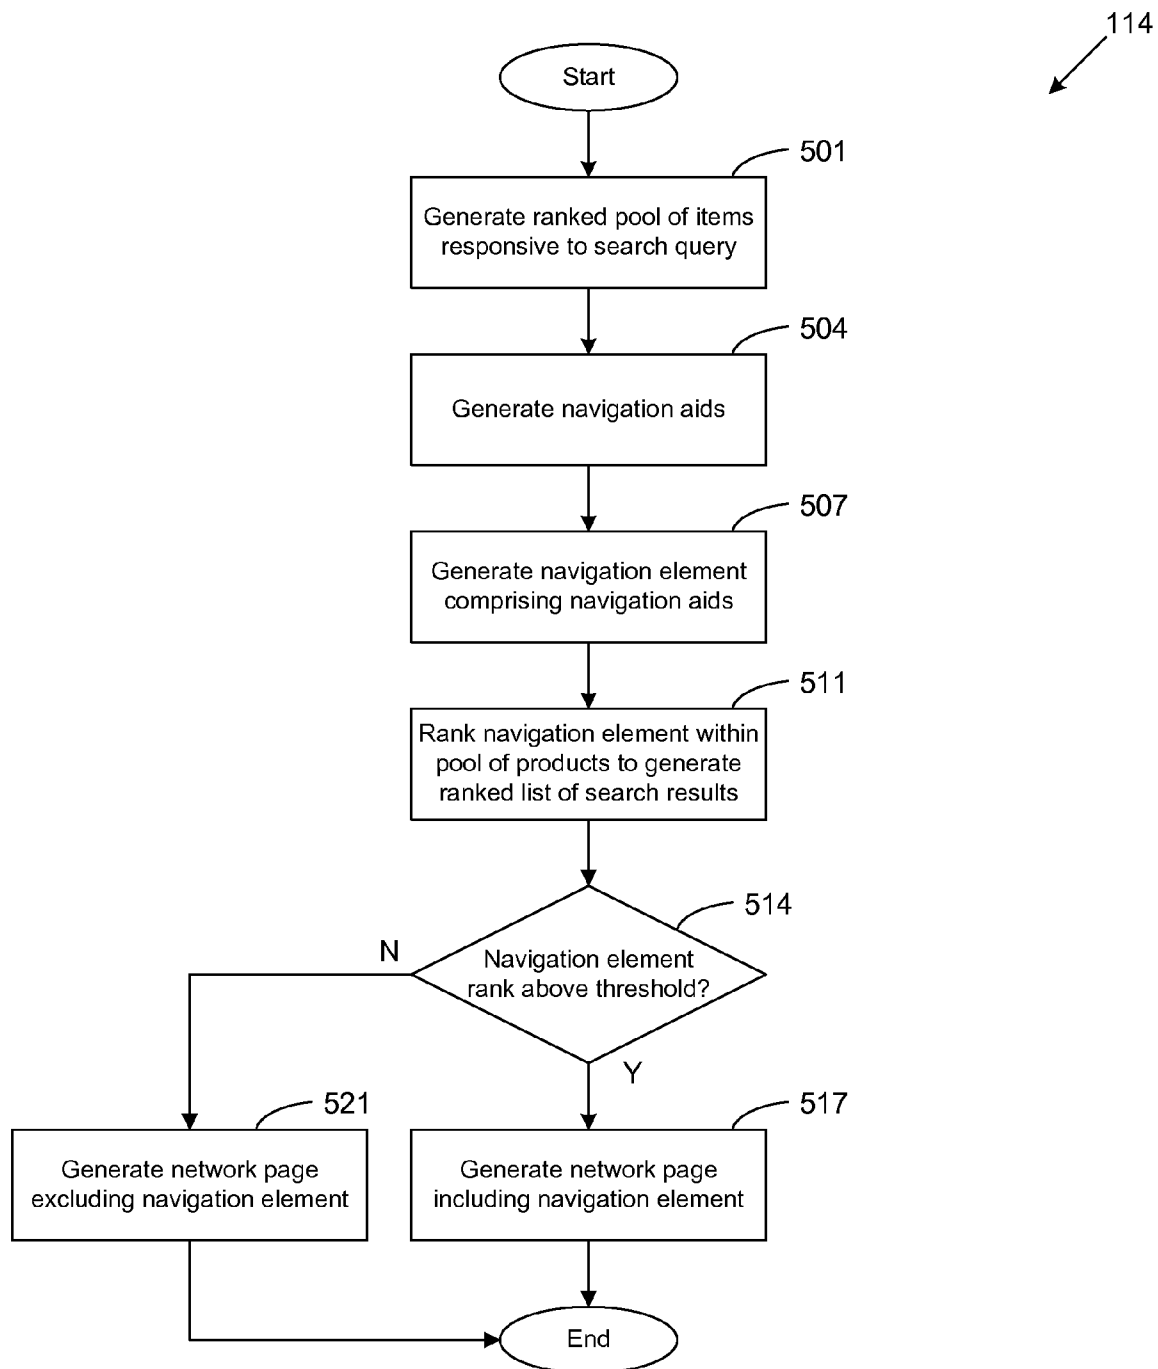 114
Start
501
Generate ranked pool of items
responsive to search query
504
Generate navigation aids
507
Generate navigation element
comprising navigation aids
511
Rank navigation element within
pool of products to generate
ranked list of search results
514
Navigation element
rank above threshold?
N
Y
521
Generate network page
excluding navigation element
517
Generate network page
including navigation element
End